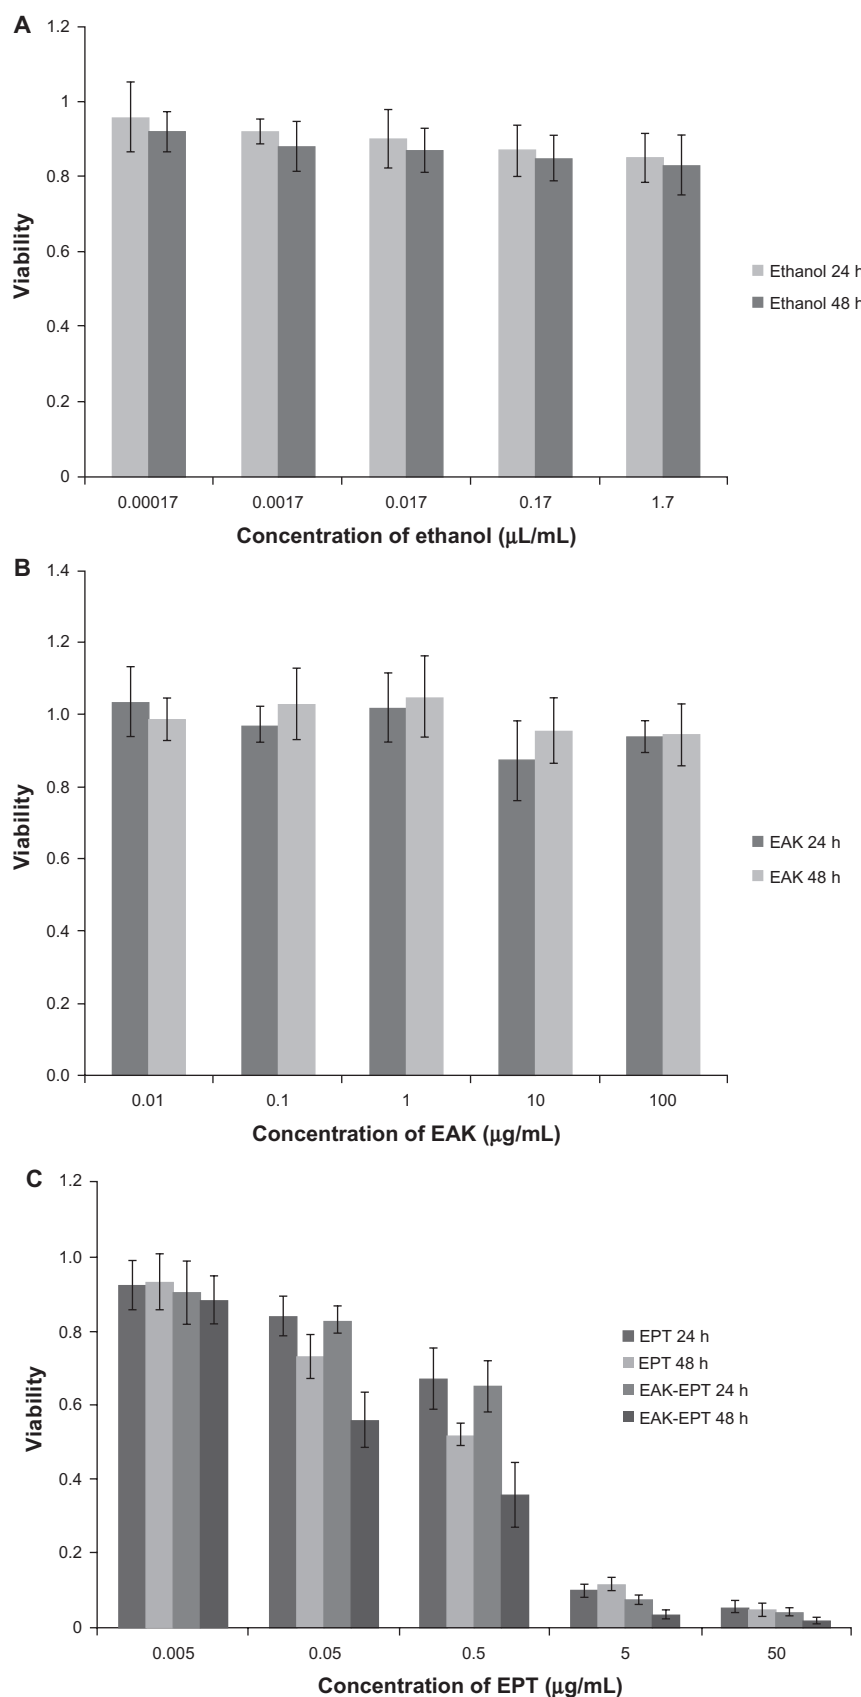 A
1.2
1
0.8
0.6
0.4
0.2
0
Viability
0.00017 0.0017 0.017 0.17 1.7
Concentration of ethanol (μL/mL)
Ethanol 24 h
Ethanol 48 h
B
1.4
1.2
1.0
0.8
0.6
0.4
0.2
0.0
Viability
0.01 0.1 1 10 100
Concentration of EAK (μg/mL)
EAK 24 h
EAK 48 h
C
1.2
1.0
0.8
0.6
0.4
0.2
0
Viability
0.005 0.05 0.5 5 50
Concentration of EPT (μg/mL)
EPT 24 h
EPT 48 h
EAK-EPT 24 h
EAK-EPT 48 h